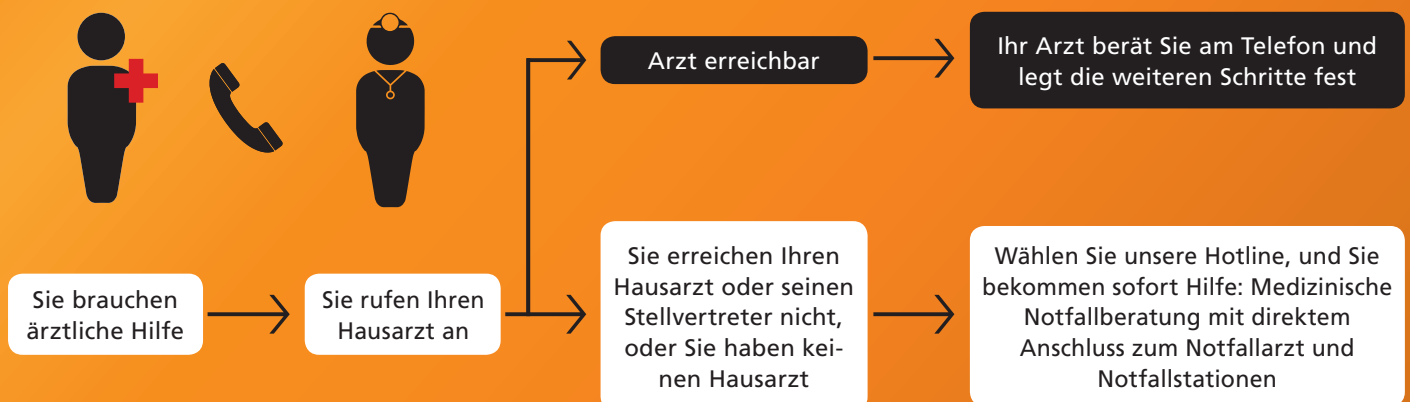 Arzt erreichbar
Ihr Arzt berät Sie am Telefon und
legt die weiteren Schritte fest
Sie brauchen
ärztliche Hilfe
Sie rufen Ihren
Hausarzt an
Sie erreichen Ihren
Hausarzt oder seinen
Stellvertreter nicht,
oder Sie haben kei-
nen Hausarzt
Wählen Sie unsere Hotline, und Sie
bekommen sofort Hilfe: Medizinische
Notfallberatung mit direktem
Anschluss zum Notfallarzt und
Notfallstationen